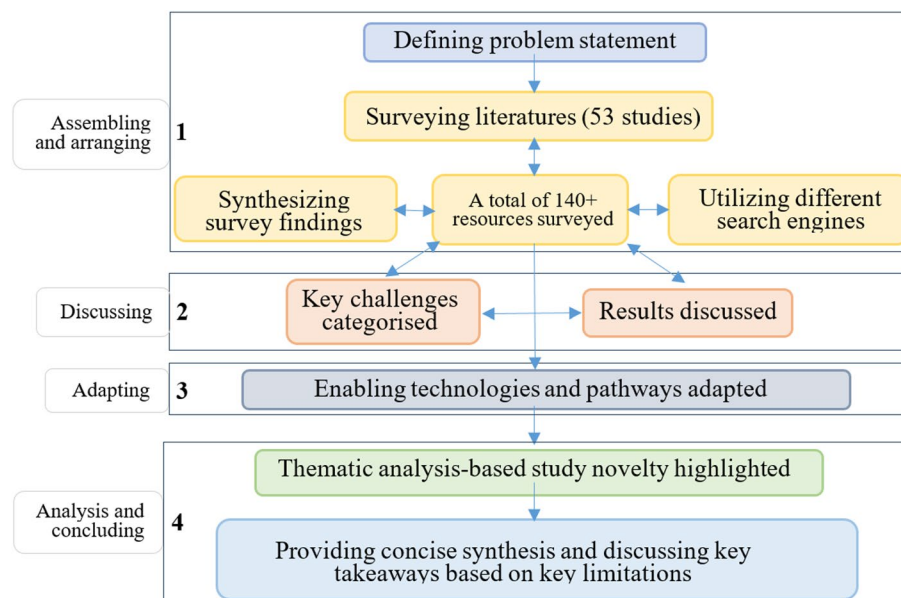 Defining problem statement
Assembling
and arranging
1
Surveying literatures (53 studies)
Synthesizing
survey findings
A total of 140+
resources surveyed
Utilizing different
search engines
Discussing
2
Key challenges
categorised
Results discussed
Adapting
3
Enabling technologies and pathways adapted
Analysis and
concluding
4
Thematic analysis-based study novelty highlighted
Providing concise synthesis and discussing key
takeaways based on key limitations